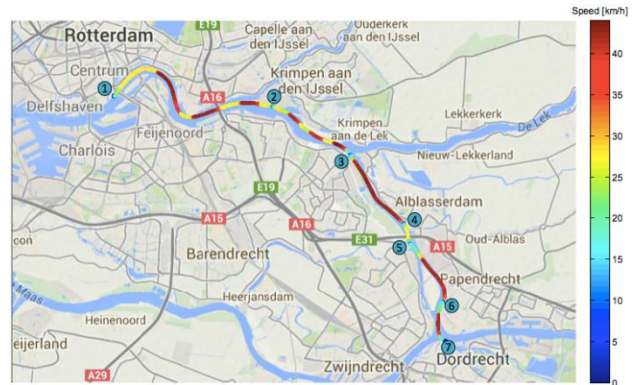 Speed [km/h]
E19
Rotterdam
Capelle aan
den IJssel
Ouderkerk
aan den IJssel
40
Centrum
Krimpen aan
den IJssel
1
A16
2
35
Delfshaven
Lekkerkerk
De Lek
Feijenoord
Krimpen
aan de Lek
30
Charlois
3
Nieuw-Lekkerland
25
E19
Alblasserdam
A15
A16
4
20
con
E31
5
A15
Oud-Alblas
Barendrecht
15
Papendrecht
Maas
Heerjansdam
6
10
Heinenoord
eijerland
7
5
Zwijndrecht
Dordrecht
A29
0